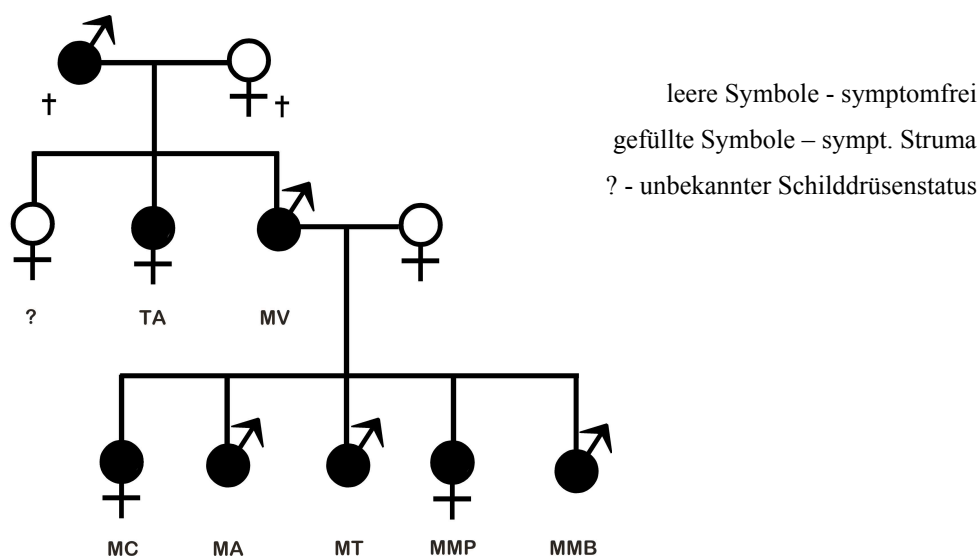 † †
leere Symbole - symptomfrei
gefüllte Symbole – sympt. Struma
? - unbekannter Schilddrüsenstatus
? TA MV
MC MA MT MMP MMB